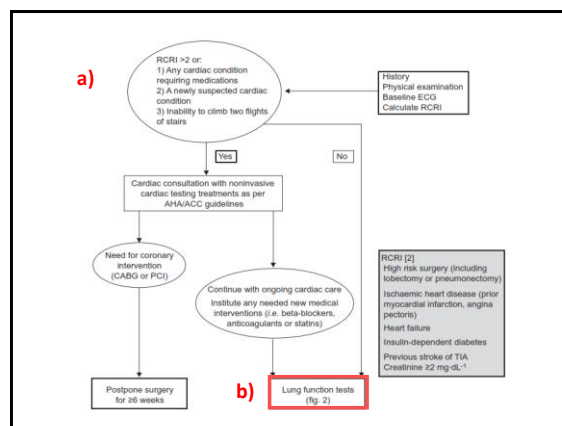 a)
RCRI >2 or:
1) Any cardiac condition
requiring medications
2) A newly suspected cardiac
condition
3) Inability to climb two flights
of stairs
History
Physical examination
Baseline ECG
Calculate RCRI
Yes
No
Cardiac consultation with noninvasive
cardiac testing treatments as per
AHA/ACC guidelines
Need for coronary
intervention
(CABG or PCI)
Continue with ongoing cardiac care
Institute any needed new medical
interventions (i.e. beta-blockers,
anticoagulants or statins)
RCRI [2]
High risk surgery (including
lobectomy or pneumonectomy)
Ischaemic heart disease (prior
myocardial infarction, angina
pectoris)
Heart failure
Insulin-dependent diabetes
Previous stroke of TIA
Creatinine ≥2 mg·dL-1
Postpone surgery
for ≥6 weeks
b)
Lung function tests
(fig. 2)